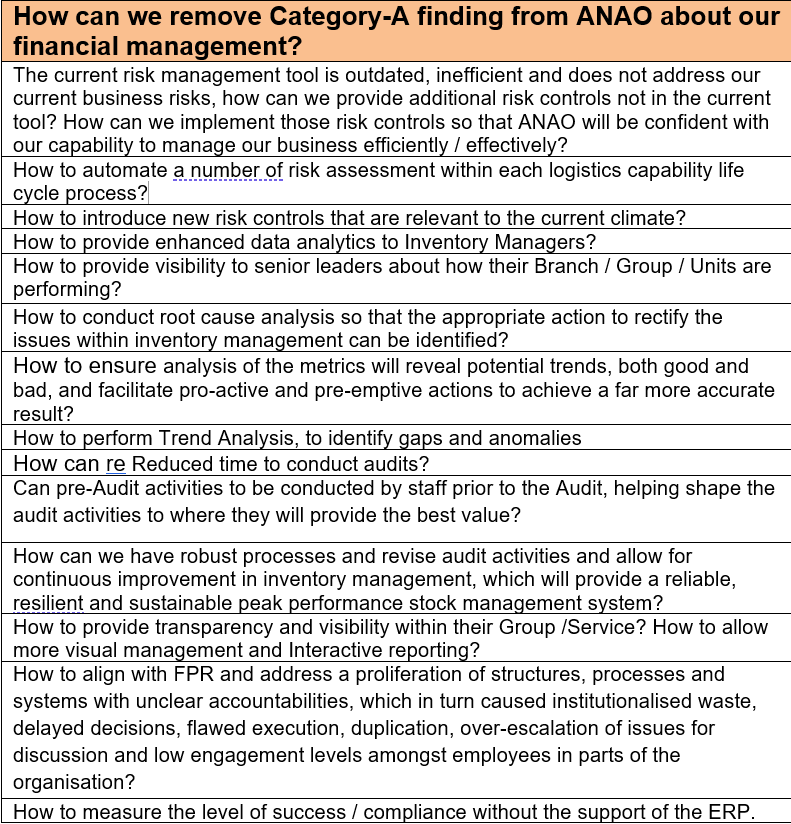 How can we remove Category-A finding from ANAO about our
financial management?
The current risk management tool is outdated, inefficient and does not address our
current business risks, how can we provide additional risk controls not in the current
tool? How can we implement those risk controls so that ANAO will be confident with
our capability to manage our business efficiently / effectively?
How to automate a number of risk assessment within each logistics capability life
cycle process?
How to introduce new risk controls that are relevant to the current climate?
How to provide enhanced data analytics to Inventory Managers?
How to provide visibility to senior leaders about how their Branch / Group / Units are
performing?
How to conduct root cause analysis so that the appropriate action to rectify the
issues within inventory management can be identified?
How to ensure analysis of the metrics will reveal potential trends, both good and
bad, and facilitate pro-active and pre-emptive actions to achieve a far more accurate
result?
How to perform Trend Analysis, to identify gaps and anomalies
How can re Reduced time to conduct audits?
Can pre-Audit activities to be conducted by staff prior to the Audit, helping shape the
audit activities to where they will provide the best value?
How can we have robust processes and revise audit activities and allow for
continuous improvement in inventory management, which will provide a reliable,
resilient and sustainable peak performance stock management system?
How to provide transparency and visibility within their Group /Service? How to allow
more visual management and Interactive reporting?
How to align with FPR and address a proliferation of structures, processes and
systems with unclear accountabilities, which in turn caused institutionalised waste,
delayed decisions, flawed execution, duplication, over-escalation of issues for
discussion and low engagement levels amongst employees in parts of the
organisation?
How to measure the level of success / compliance without the support of the ERP.